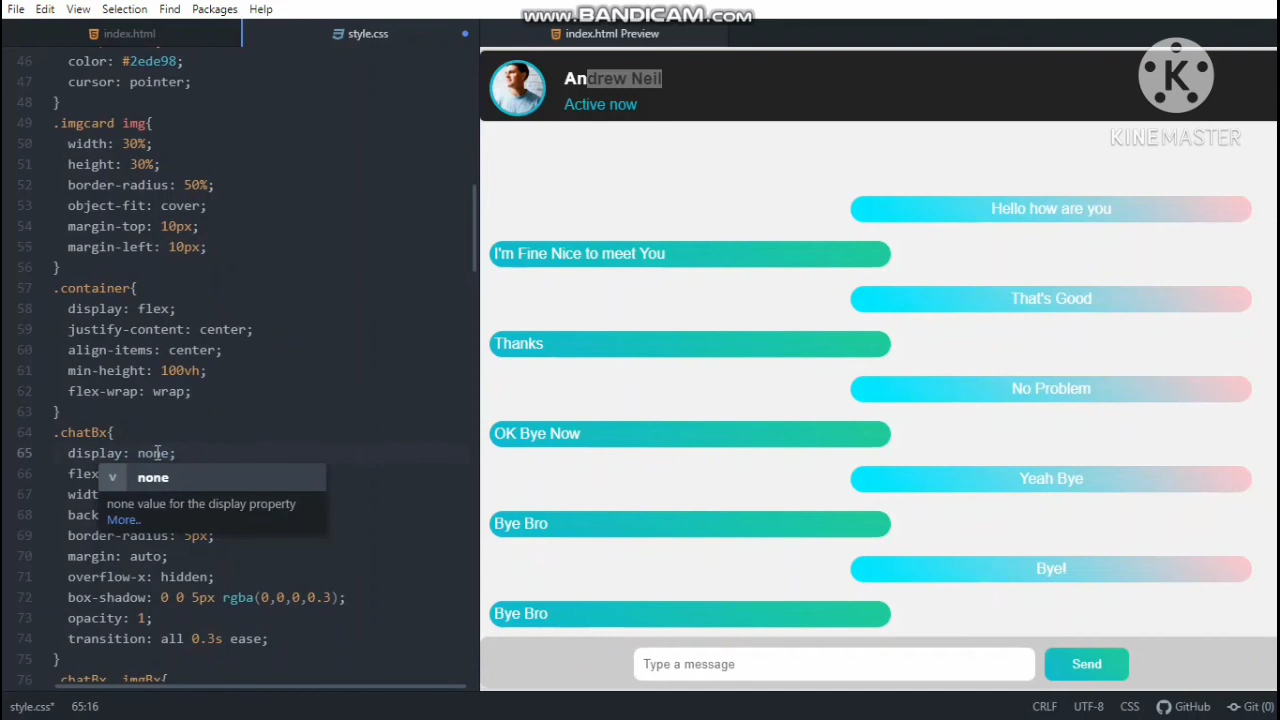 File Edit View Selection Find Packages Help
www.BANDICAM.com
index.html
style.css
index.html Preview
46
color: #2ede98;
47 cursor: pointer;
48 }
49 .imgcard img{
50 width: 30%;
51 height: 30%;
52 border-radius: 50%;
53 object-fit: cover;
54 margin-top: 10px;
55 margin-left: 10px;
56 }
57 .container{
58 display: flex;
59 justify-content: center;
60 align-items: center;
61 min-height: 100vh;
62 flex-wrap: wrap;
63 }
64 .chatBx{
65 display: none;
66 flex
67 widt
68 back
69 border-radius: 5px;
70 margin: auto;
71 overflow-x: hidden;
72 box-shadow: 0 0 5px rgba(0,0,0,0.3);
73 opacity: 1;
74 transition: all 0.3s ease;
75 }
76 .chatBx .imgBx{
v none
none value for the display property
More..
Andrew Neil
Active now
K
KINEMASTER
Hello how are you
I'm Fine Nice to meet You
That's Good
Thanks
No Problem
OK Bye Now
Yeah Bye
Bye Bro
Bye!
Bye Bro
Type a message
Send
style.css* 65:16
CRLF UTF-8 CSS GitHub Git (0)